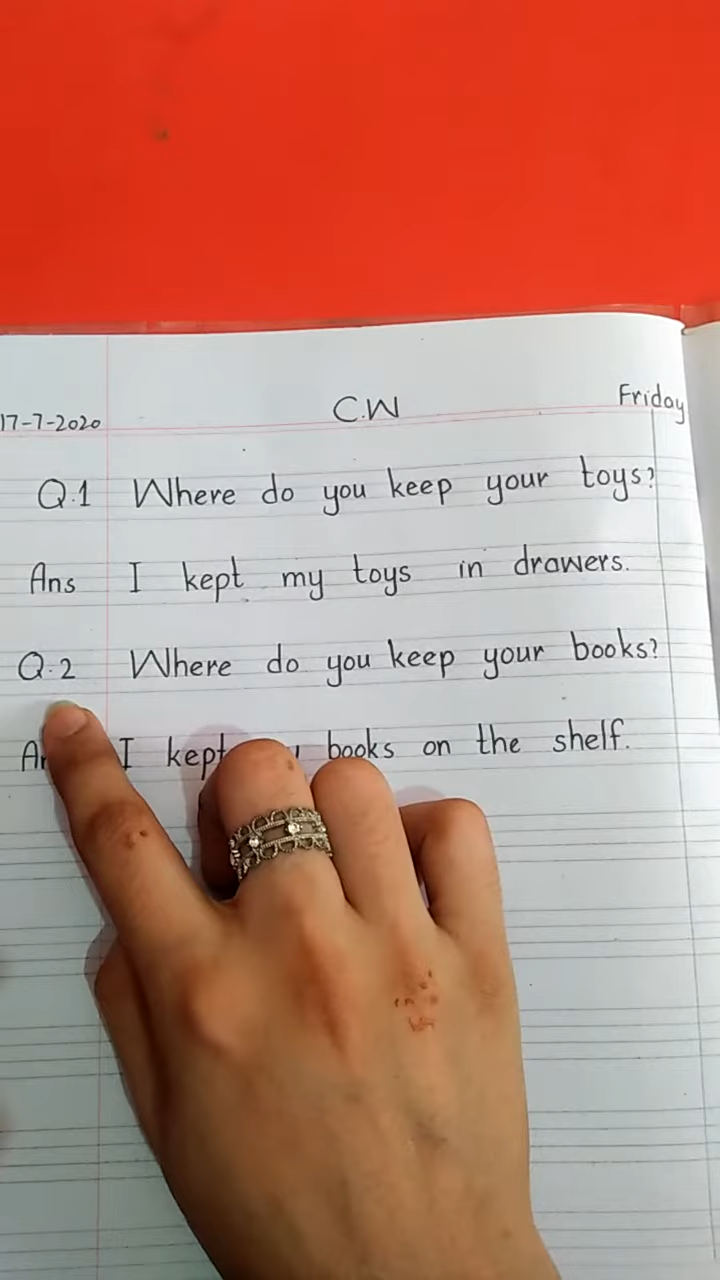 17-7-2020 C.W Friday
Q.1 Where do you keep your toys?
Ans I kept my toys in drawers.
Q.2 Where do you keep your books?
I kept books on the shelf.